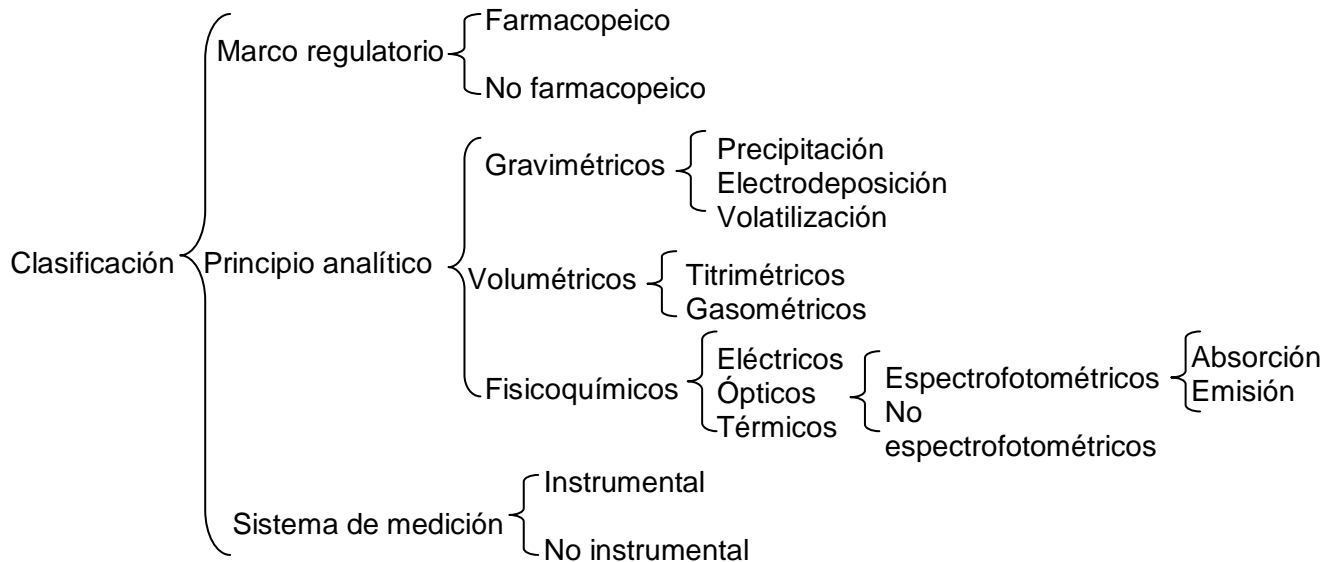 Clasificación
Marco regulatorio
Farmacopeico
No farmacopeico
Principio analítico
Gravimétricos
Precipitación
Electrodeposición
Volatilización
Volumétricos
Titrimétricos
Gasométricos
Fisicoquímicos
Eléctricos
Ópticos
Térmicos
Espectrofotométricos
No
espectrofotométricos
Absorción
Emisión
Sistema de medición
Instrumental
No instrumental